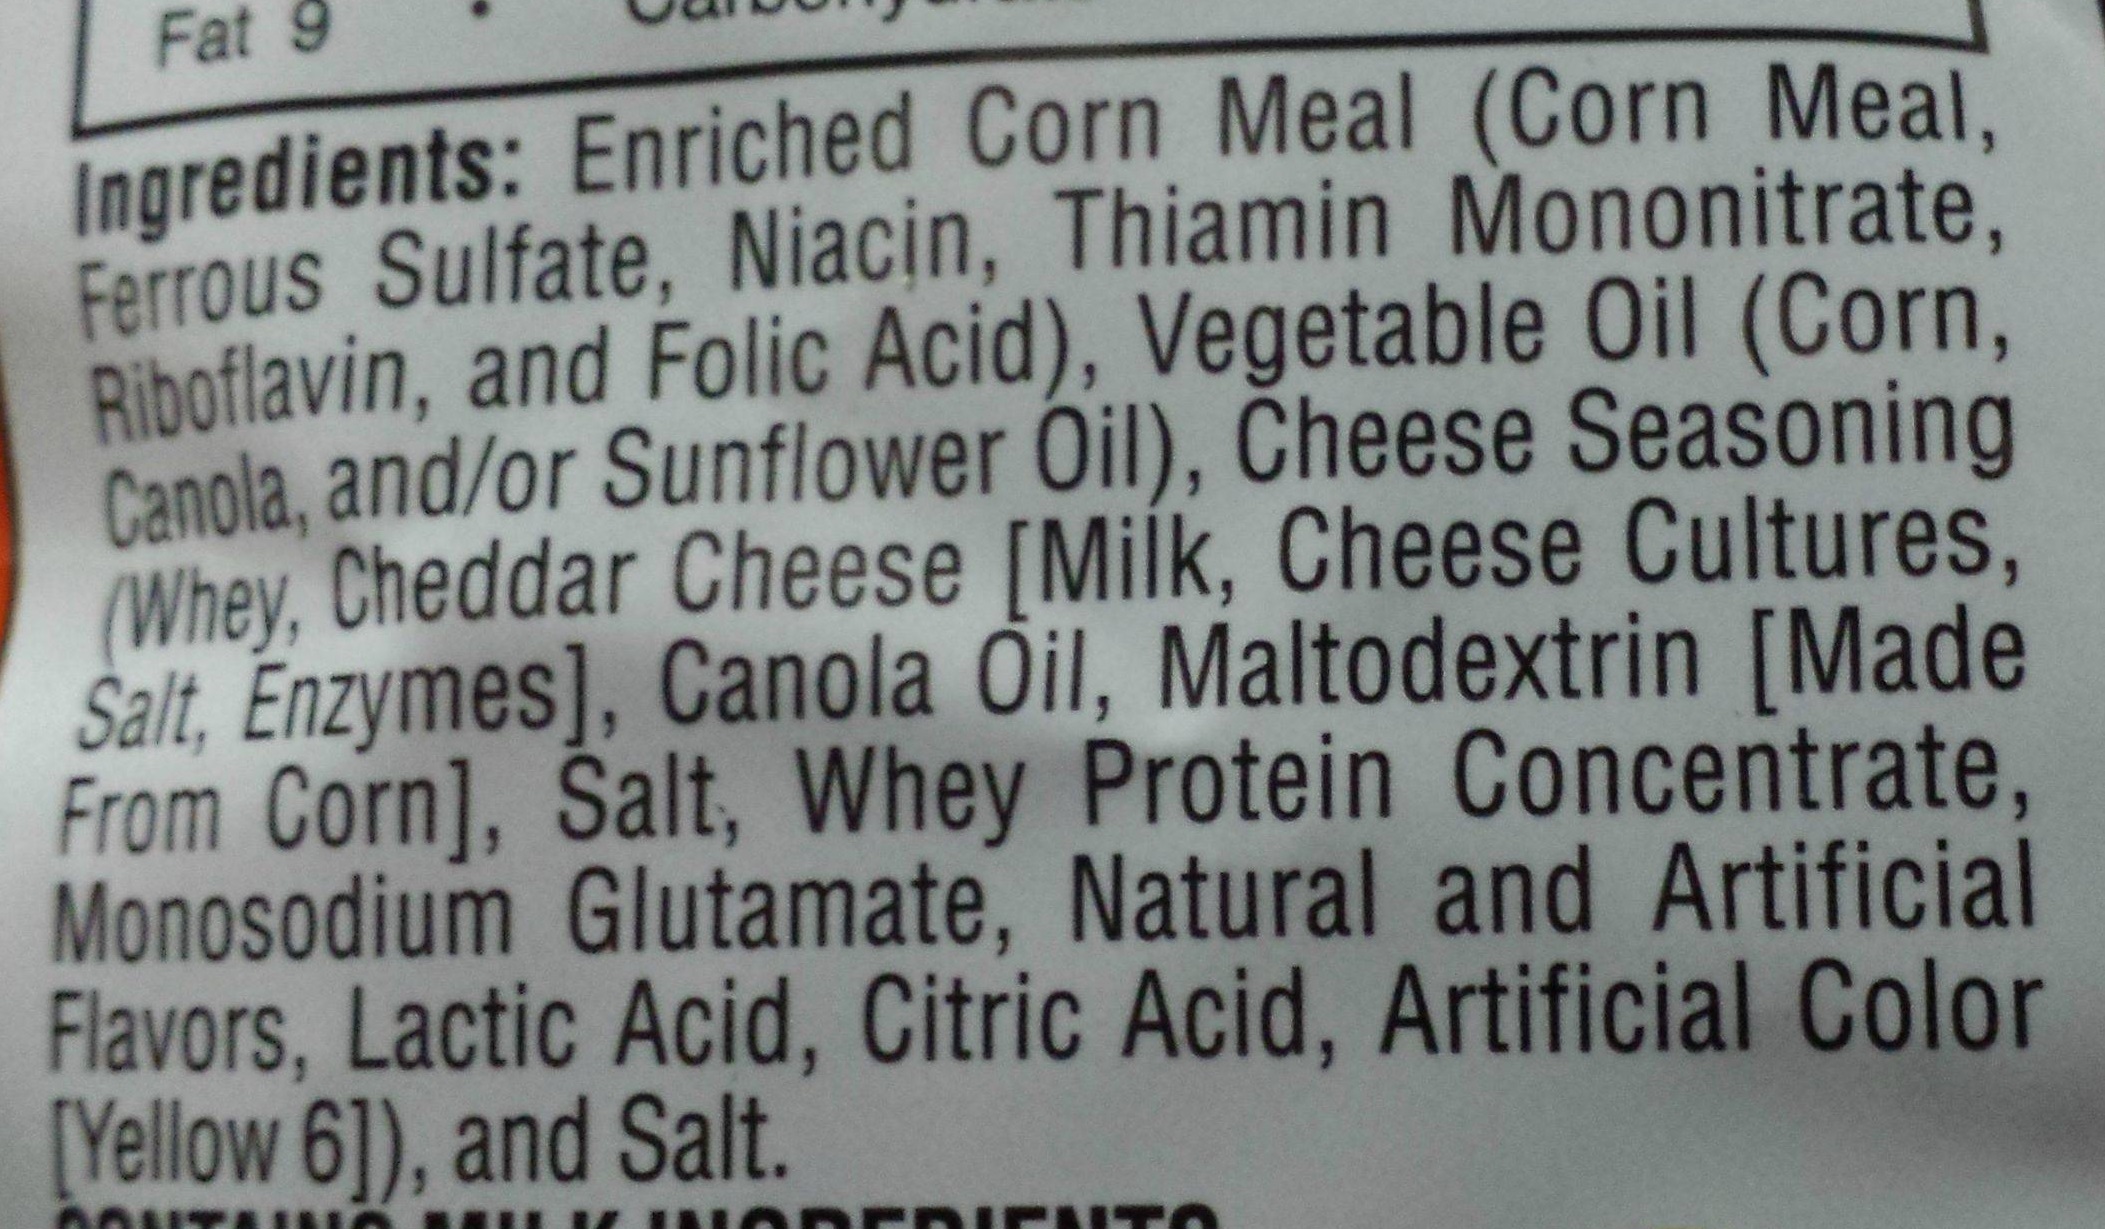 Fat 9 •
Ingredients: Enriched Corn Meal (Corn Meal,
Ferrous Sulfate, Niacin, Thiamin Mononitrate,
Riboflavin, and Folic Acid), Vegetable Oil (Corn,
Canola, and/or Sunflower Oil), Cheese Seasoning
(Whey, Cheddar Cheese [Milk, Cheese Cultures,
Salt, Enzymes], Canola Oil, Maltodextrin [Made
From Corn], Salt, Whey Protein Concentrate,
Monosodium Glutamate, Natural and Artificial
Flavors, Lactic Acid, Citric Acid, Artificial Color
[Yellow 6]), and Salt.
CONTAINS MILK INGREDIENTS